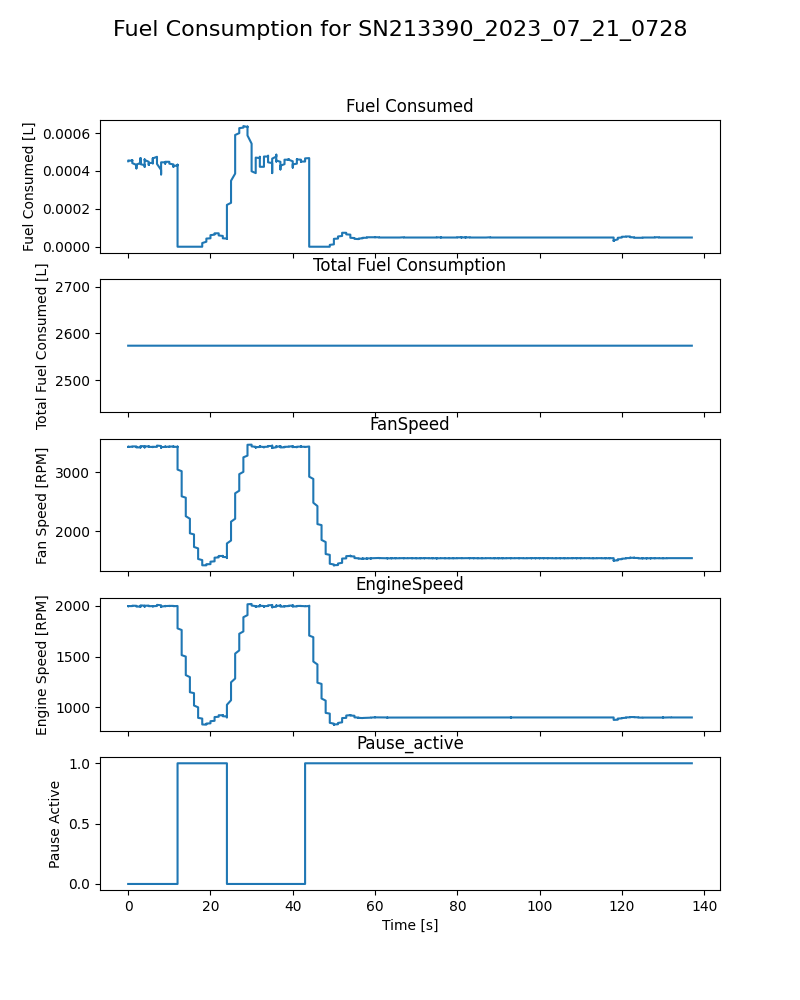 Fuel Consumption for SN213390_2023_07_21_0728
Fuel Consumed
Fuel Consumed [L]
0.0006
0.0004
0.0002
0.0000
Total Fuel Consumption
Total Fuel Consumed [L]
2700
2600
2500
FanSpeed
Fan Speed [RPM]
3000
2000
EngineSpeed
Engine Speed [RPM]
2000
1500
1000
Pause_active
Pause Active
1.0
0.5
0.0
0 20 40 60 80 100 120 140
Time [s]